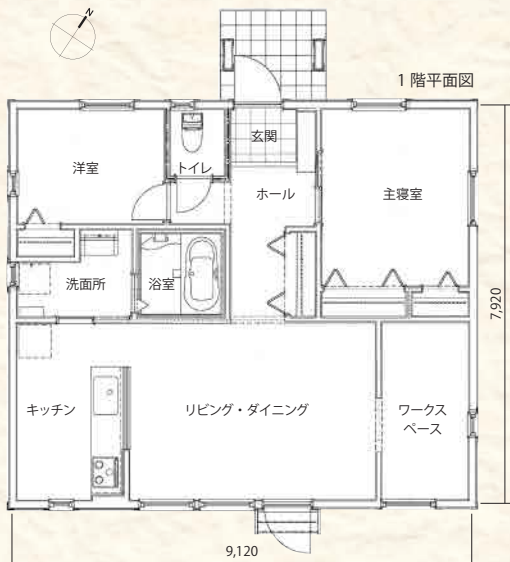 N
1 階平面図
玄関
洋室
トイレ
ホール
主寝室
洗面所
浴室
7,920
キッチン
リビング・ダイニング
ワークス
ペース
9,120